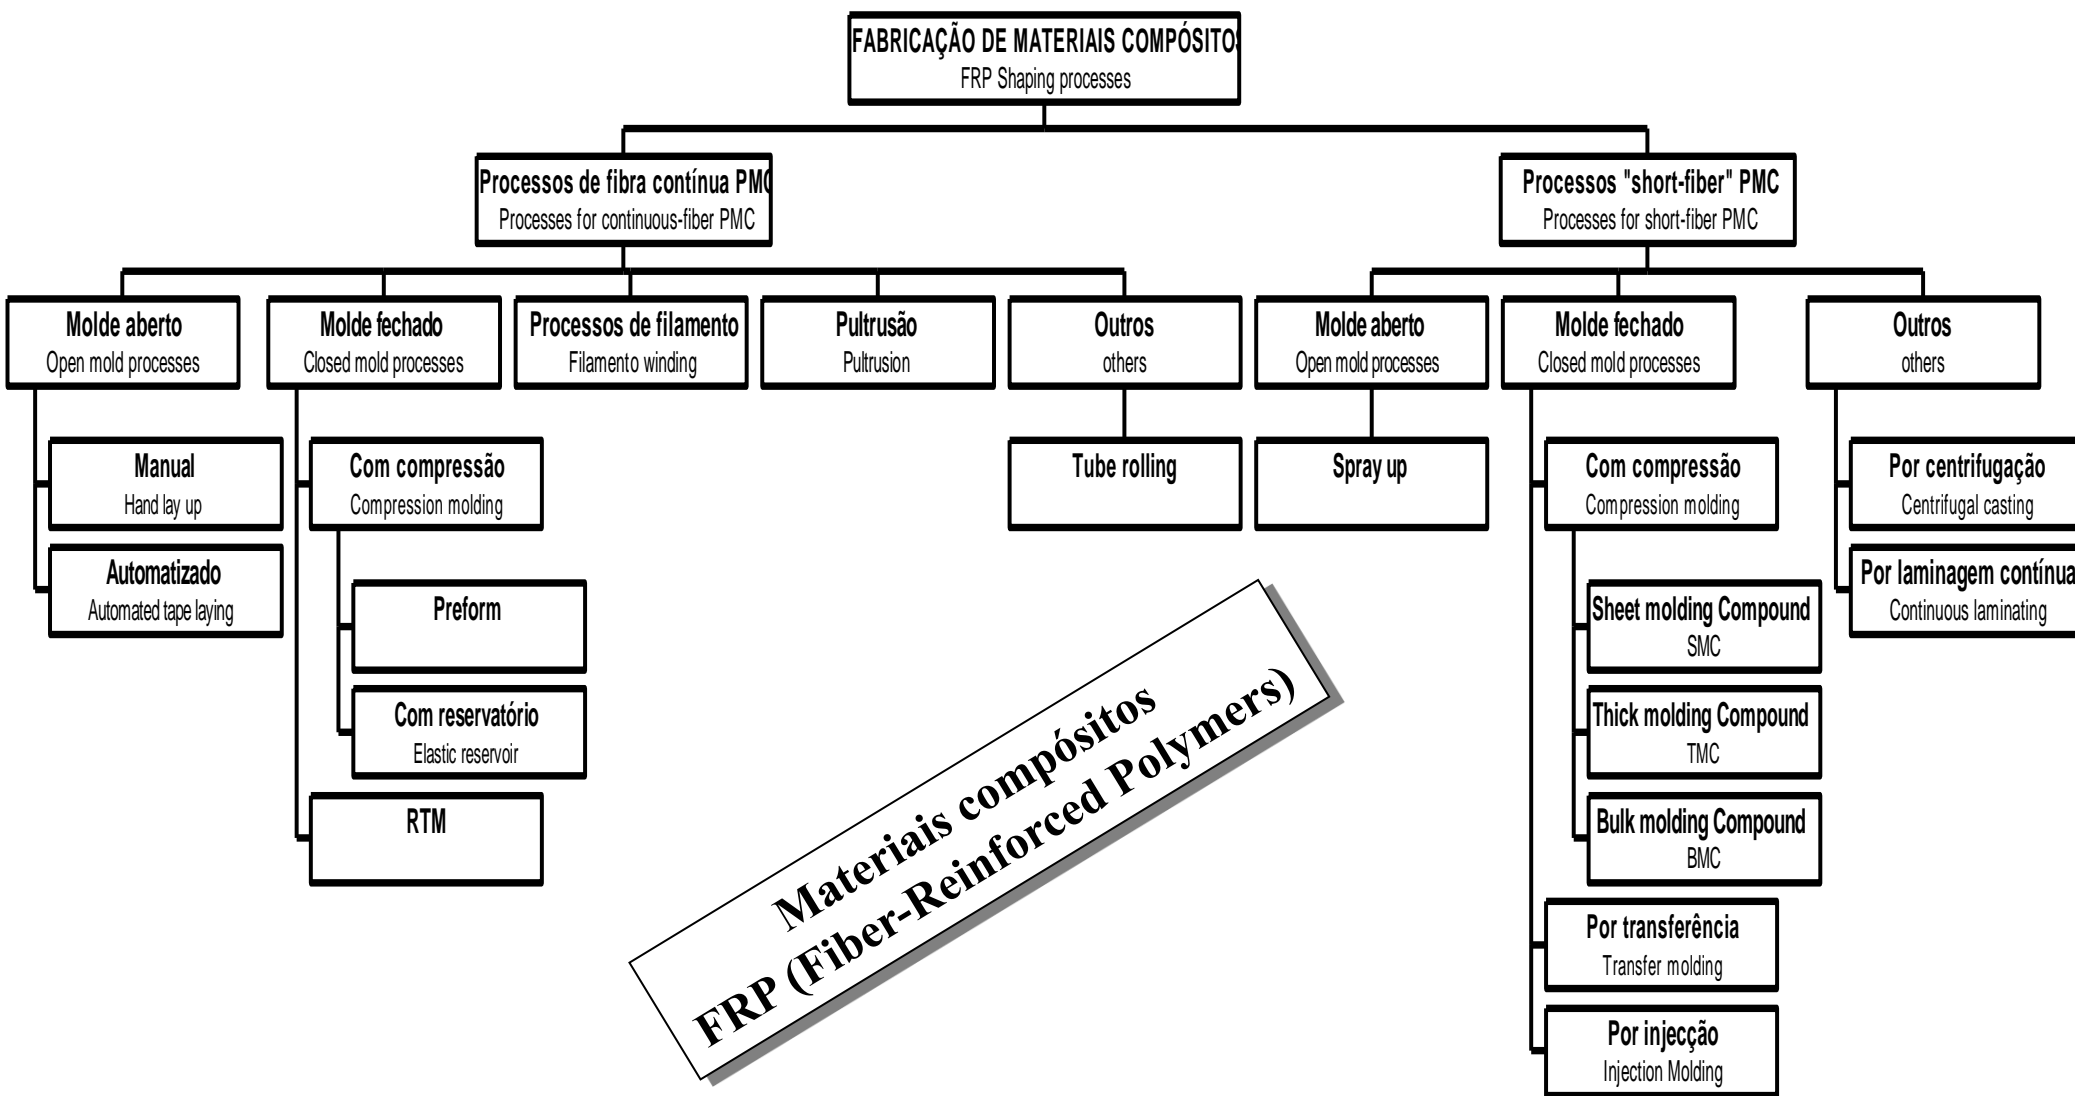 FABRICAÇÃO DE MATERIAIS COMPÓSITO
FRP Shaping processes
Processos de fibra contínua PMC
Processes for continuous-fiber PMC
Processos "short-fiber" PMC
Processes for short-fiber PMC
Molde aberto
Open mold processes
Molde fechado
Closed mold processes
Processos de filamento
Filamento winding
Pultrusão
Pultrusion
Outros
others
Molde aberto
Open mold processes
Molde fechado
Closed mold processes
Outros
others
Manual
Hand lay up
Automatizado
Automated tape laying
Com compressão
Compression molding
Preform
Com reservatório
Elastic reservoir
RTM
Tube rolling
Spray up
Com compressão
Compression molding
Sheet molding Compound
SMC
Thick molding Compound
TMC
Bulk molding Compound
BMC
Por transferência
Transfer molding
Por injecção
Injection Molding
Por centrifugação
Centrifugal casting
Por laminagem contínua
Continuous laminating
Materiais compósitos
FRP (Fiber-Reinforced Polymers)